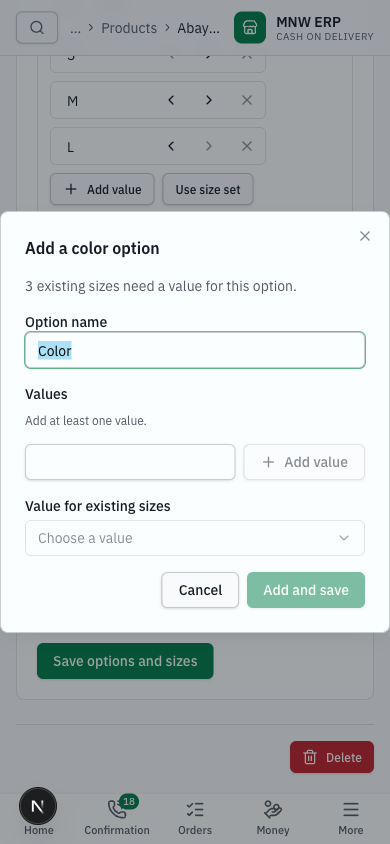 ... > Products > Abay...
MNW ERP
CASH ON DELIVERY
M
L
Add value
Use size set
Add a color option
3 existing sizes need a value for this option.
Option name
Color
Values
Add at least one value.
Add value
Value for existing sizes
Choose a value
Cancel
Add and save
Save options and sizes
Delete
N
18
Home
Confirmation
Orders
Money
More